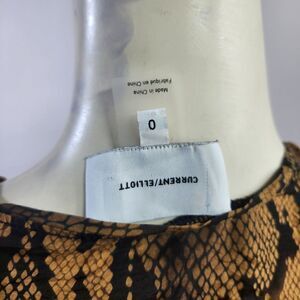 CURRENT/ELLIOTT
0
Made in China
Fabriqué en Chine